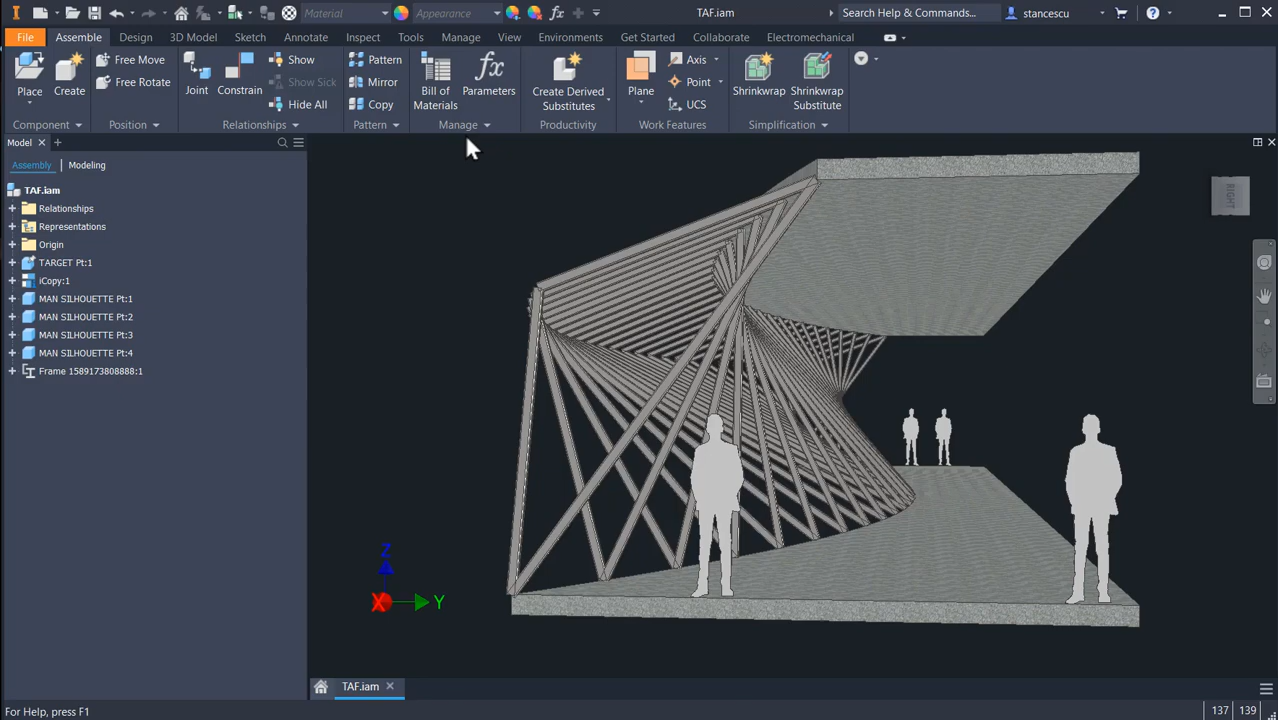 Material
Appearance
TAF.iam
Search Help & Commands...
stancescu
File
Assemble
Design
3D Model
Sketch
Annotate
Inspect
Tools
Manage
View
Environments
Get Started
Collaborate
Electromechanical
Place
Create
Free Move
Free Rotate
Component
Position
Joint
Constrain
Show
Show Sick
Hide All
Relationships
Pattern
Mirror
Copy
Pattern
Bill of
Materials
Parameters
Manage
Create Derived
Substitutes
Productivity
Plane
Axis
Point
UCS
Work Features
Shrinkwrap
Shrinkwrap
Substitute
Simplification
Model
Assembly
Modeling
TAF.iam
Relationships
Representations
Origin
TARGET Pt:1
iCopy:1
MAN SILHOUETTE Pt:1
MAN SILHOUETTE Pt:2
MAN SILHOUETTE Pt:3
MAN SILHOUETTE Pt:4
Frame 1589173808888:1
RIGHT
Z
X
Y
TAF.iam
For Help, press F1
137
139